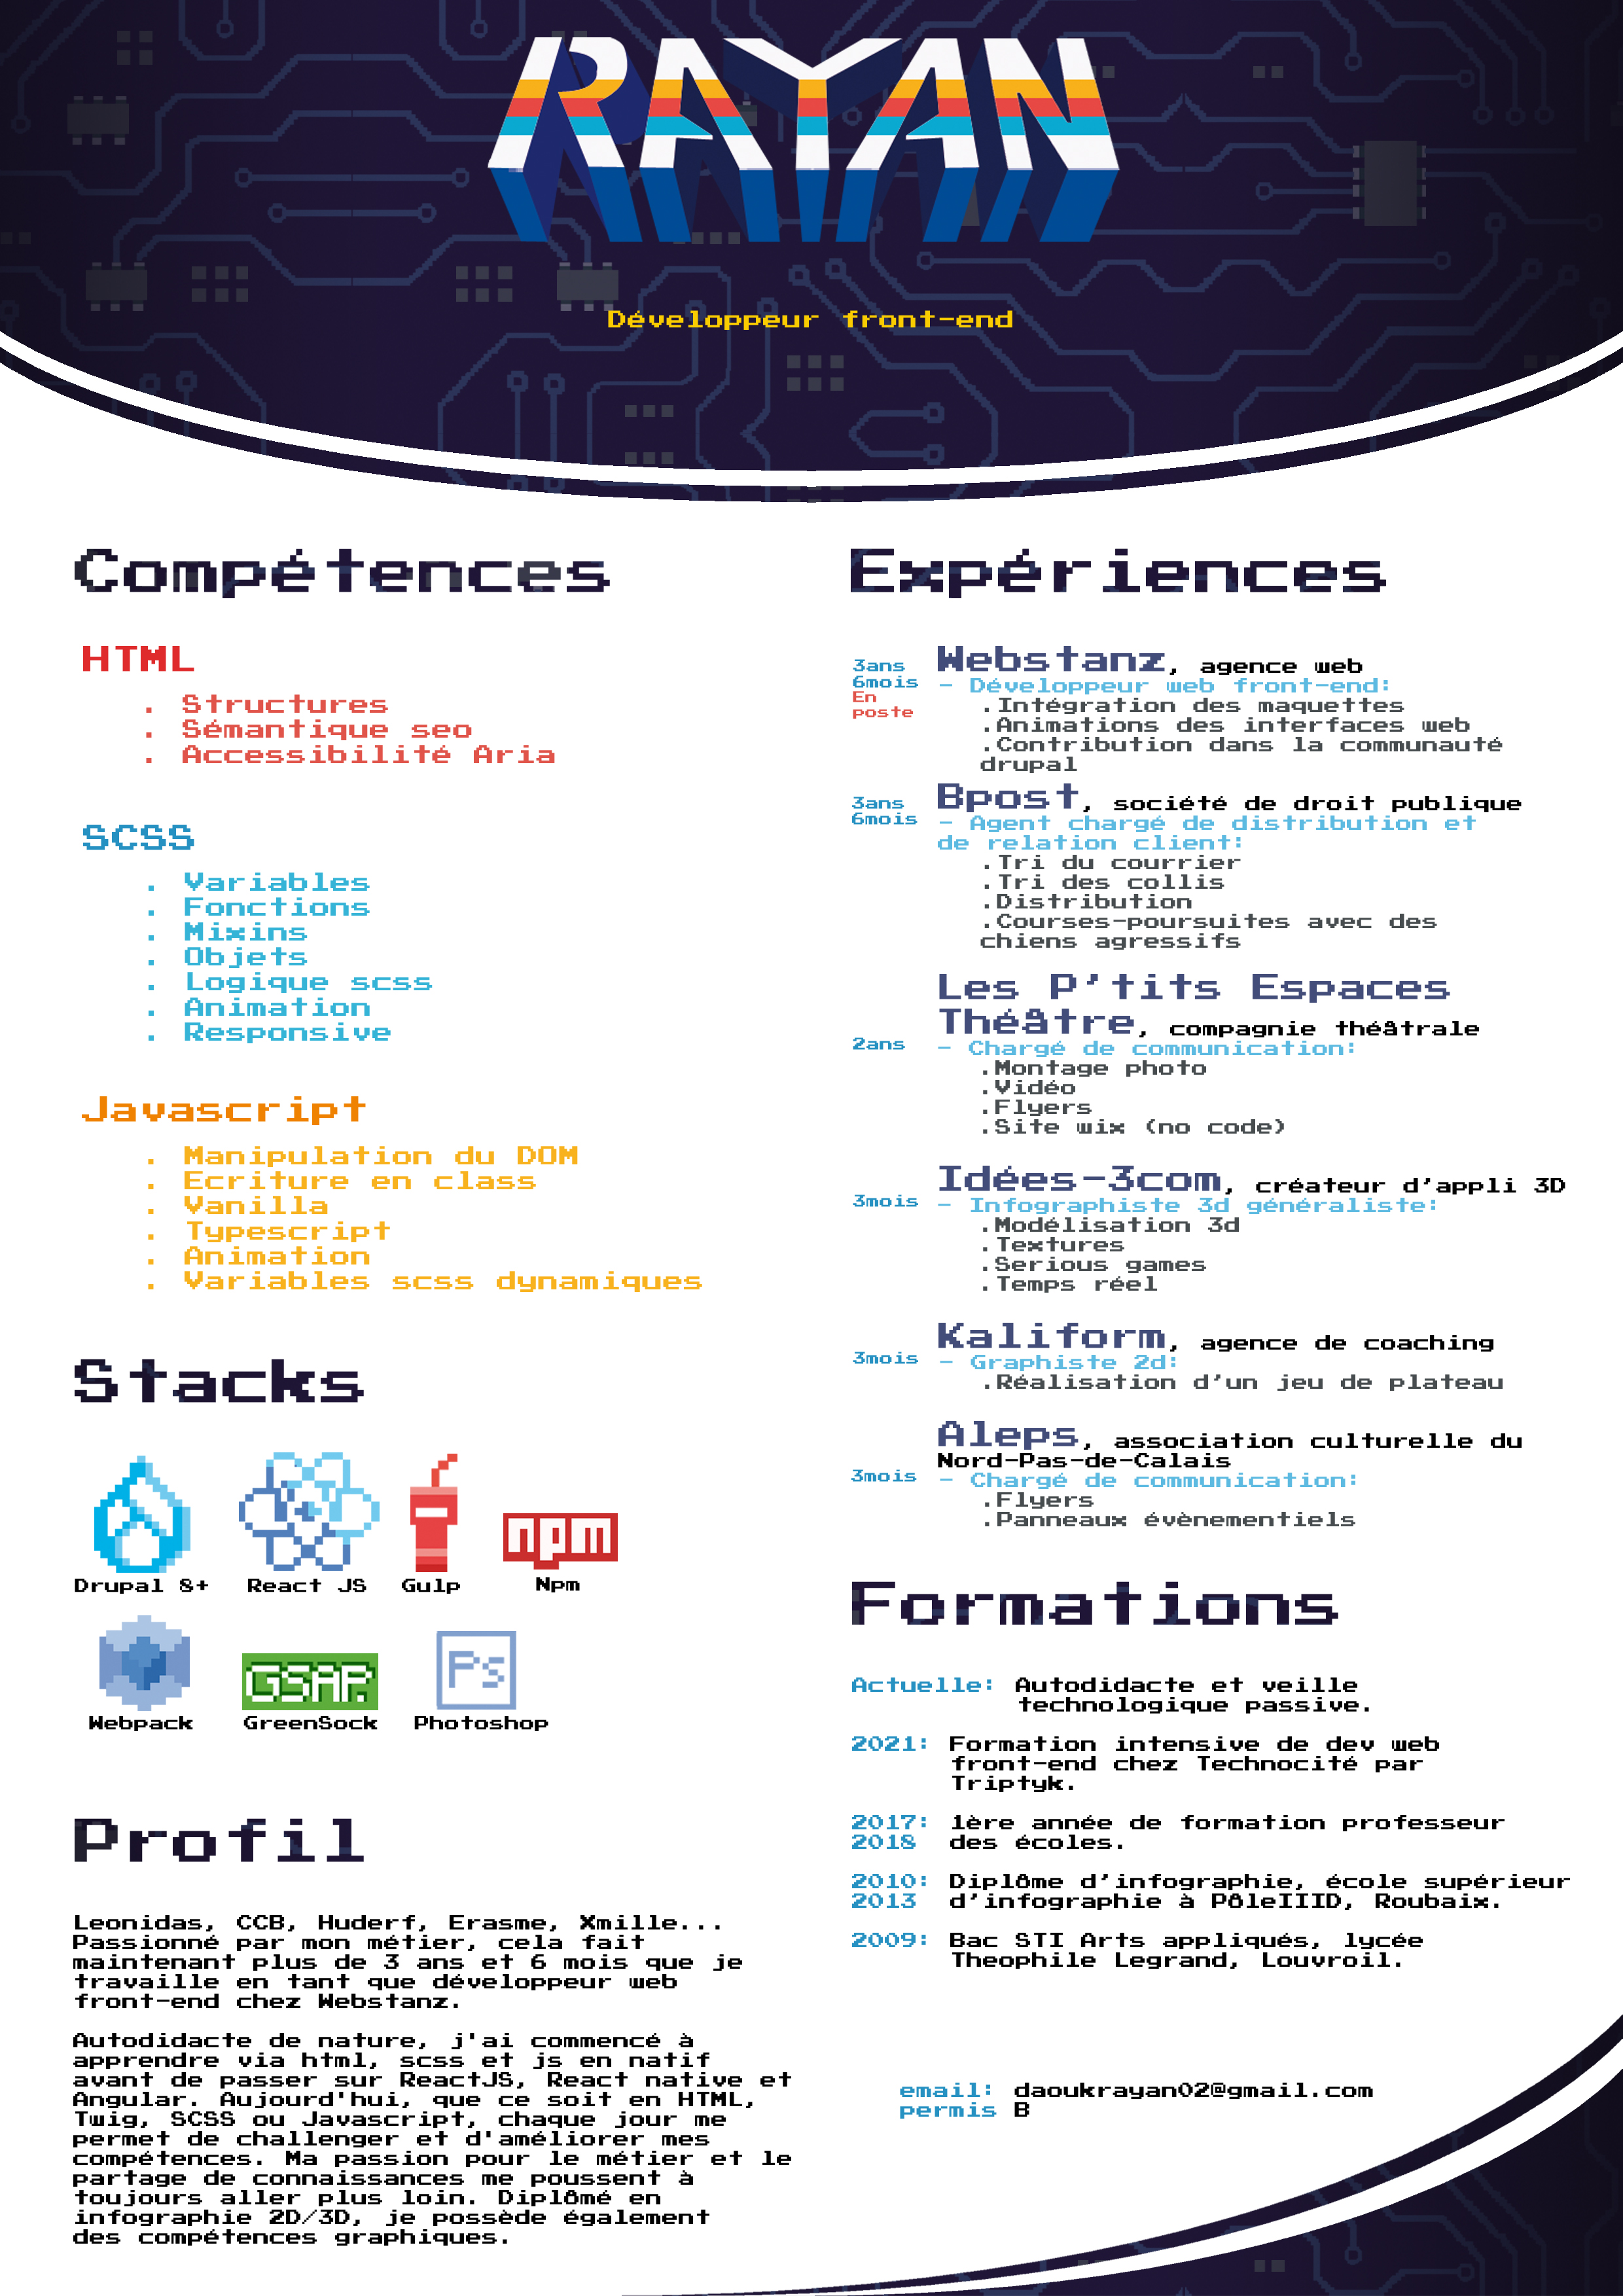 RAYAN
Développeur front-end
Compétences
HTML
. Structures
. Sémantique seo
. Accessibilité Aria
SCSS
. Variables
. Fonctions
. Mixins
. Objets
. Logique scss
. Animation
. Responsive
Javascript
. Manipulation du DOM
. Ecriture en class
. Vanilla
. Typescript
. Animation
. Variables scss dynamiques
Stacks
npm
Drupal 8+ React JS Gulp Npm
GSAP. Ps
Webpack GreenSock Photoshop
Profil
Leonidas, CCB, Huderf, Erasme, Xmille...
Passionné par mon métier, cela fait
maintenant plus de 3 ans et 6 mois que je
travaille en tant que développeur web
front-end chez Webstanz.
Autodidacte de nature, j'ai commencé à
apprendre via html, scss et js en natif
avant de passer sur ReactJS, React native et
Angular. Aujourd'hui, que ce soit en HTML,
Twig, SCSS ou Javascript, chaque jour me
permet de challenger et d'améliorer mes
compétences. Ma passion pour le métier et le
partage de connaissances me poussent à
toujours aller plus loin. Diplômé en
infographie 2D/3D, je possède également
des compétences graphiques.
Expériences
3ans
6mois
En
poste
Webstanz, agence web
- Développeur web front-end:
.Intégration des maquettes
.Animations des interfaces web
.Contribution dans la communauté
drupal
3ans
6mois
Bpost, société de droit publique
- Agent chargé de distribution et
de relation client:
.Tri du courrier
.Tri des collis
.Distribution
.Courses-poursuites avec des
chiens agressifs
Les P'tits Espaces
Théâtre, compagnie théâtrale
2ans - Chargé de communication:
.Montage photo
.Vidéo
.Flyers
.Site wix (no code)
Idées-3com, créateur d'appli 3D
3mois - Infographiste 3d généraliste:
.Modélisation 3d
.Textures
.Serious games
.Temps réel
Kaliform, agence de coaching
3mois - Graphiste 2d:
.Réalisation d'un jeu de plateau
Aleps, association culturelle du
Nord-Pas-de-Calais
3mois - Chargé de communication:
.Flyers
.Panneaux évènementiels
Formations
Actuelle: Autodidacte et veille
technologique passive.
2021: Formation intensive de dev web
front-end chez Technocité par
Triptyk.
2017: 1ère année de formation professeur
2018 des écoles.
2010: Diplôme d'infographie, école supérieur
2013 d'infographie à PôleIIID, Roubaix.
2009: Bac STI Arts appliqués, lycée
Theophile Legrand, Louvroil.
email: daoukrayan02@gmail.com
permis B